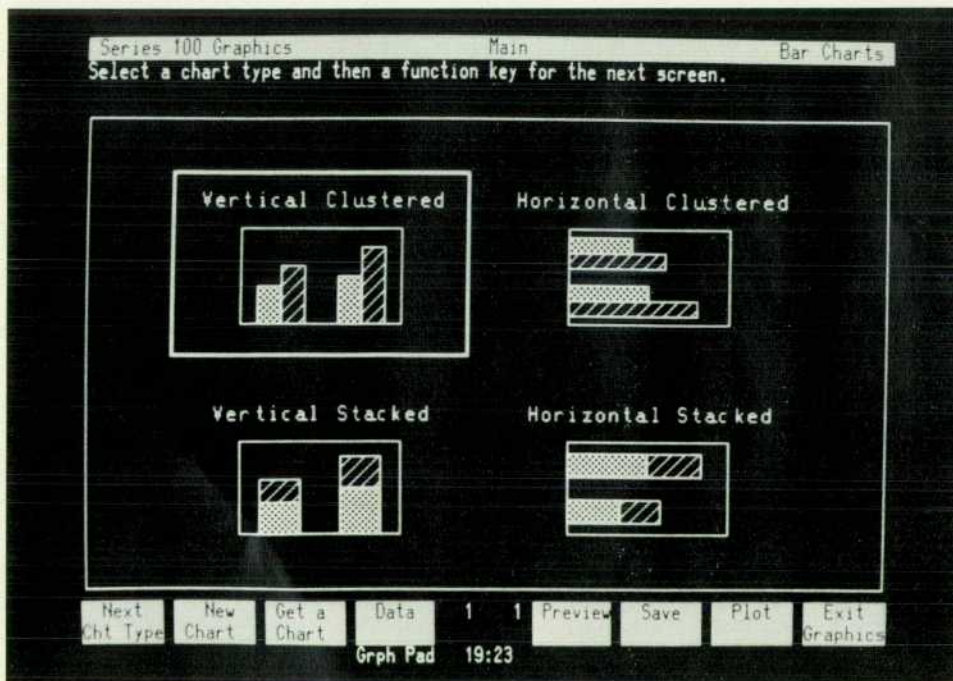 Series 100 Graphics Main Bar Charts
Select a chart type and then a function key for the next screen.
Vertical Clustered Horizontal Clustered
Vertical Stacked Horizontal Stacked
Next Cht Type New Chart Get a Chart Data 1 1 Preview Save Plot Exit Graphics
Grph Pad 19:23